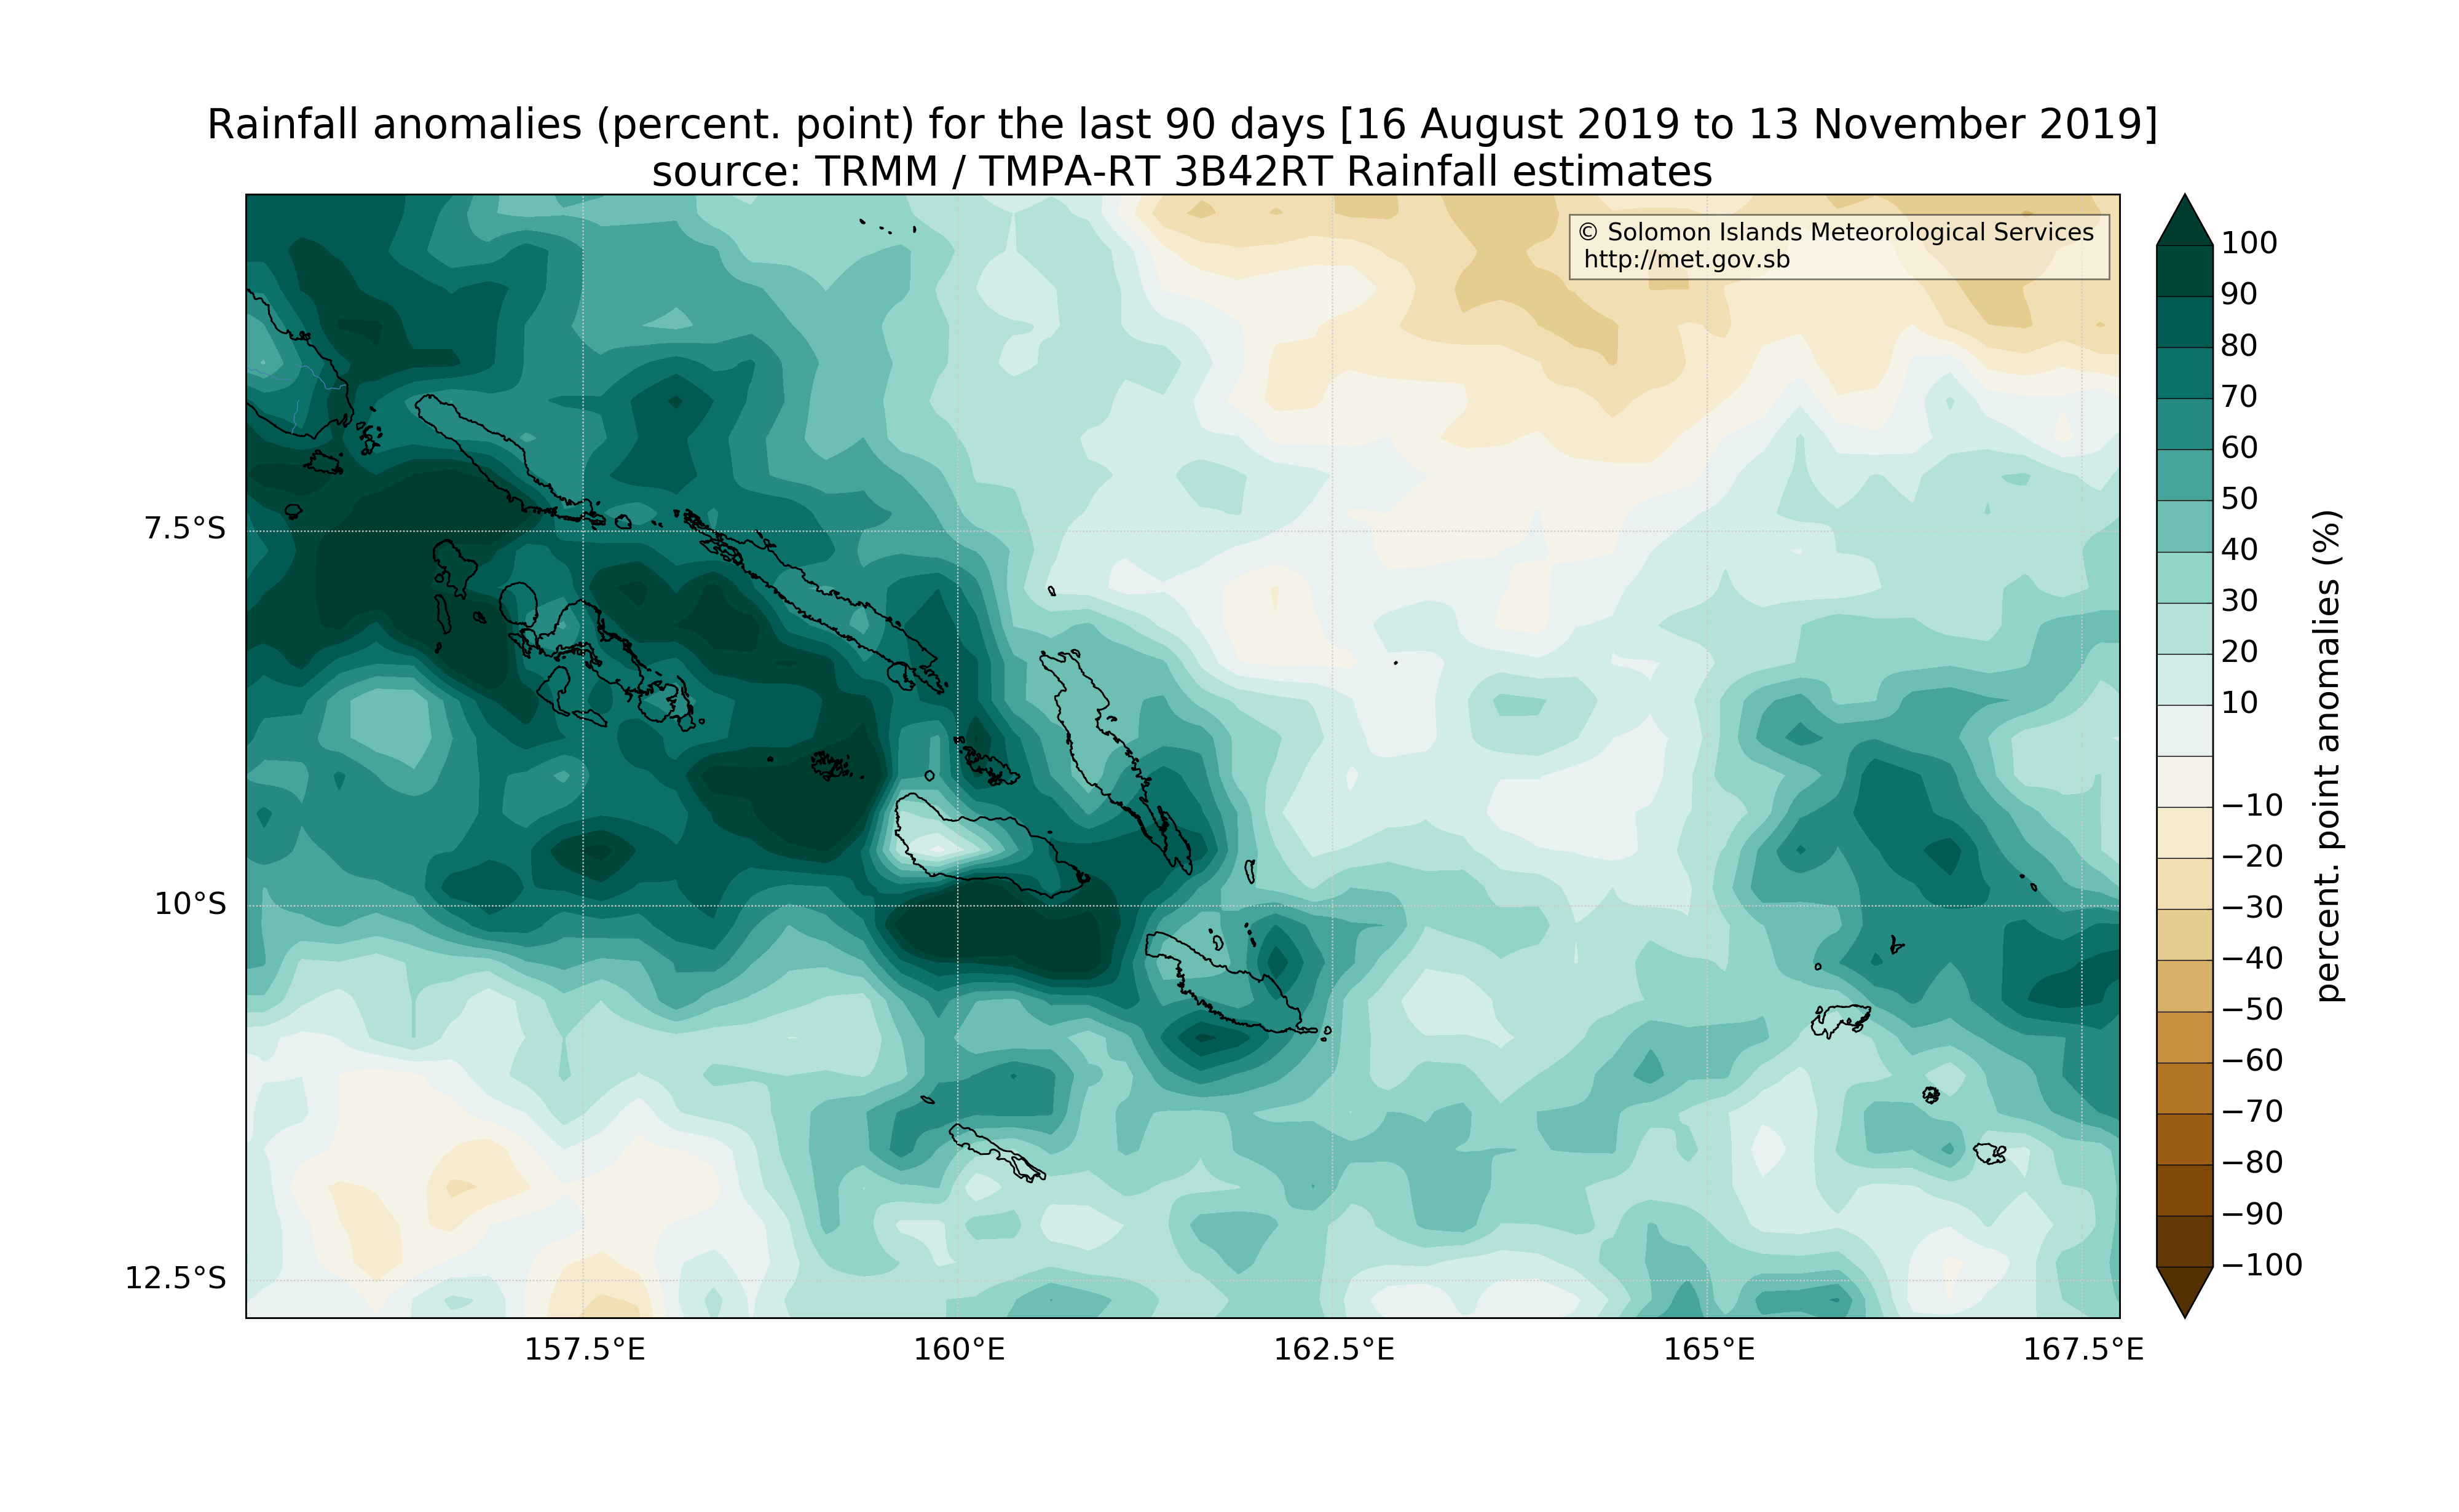 Rainfall anomalies (percent. point) for the last 90 days [16 August 2019 to 13 November 2019]
source: TRMM / TMPA-RT 3B42RT Rainfall estimates
© Solomon Islands Meteorological Services
http://met.gov.sb
7.5°S
10°S
12.5°S
157.5°E
160°E
162.5°E
165°E
167.5°E
100
90
80
70
60
50
40
30
20
10
−10
−20
−30
−40
−50
−60
−70
−80
−90
−100
percent. point anomalies (%)